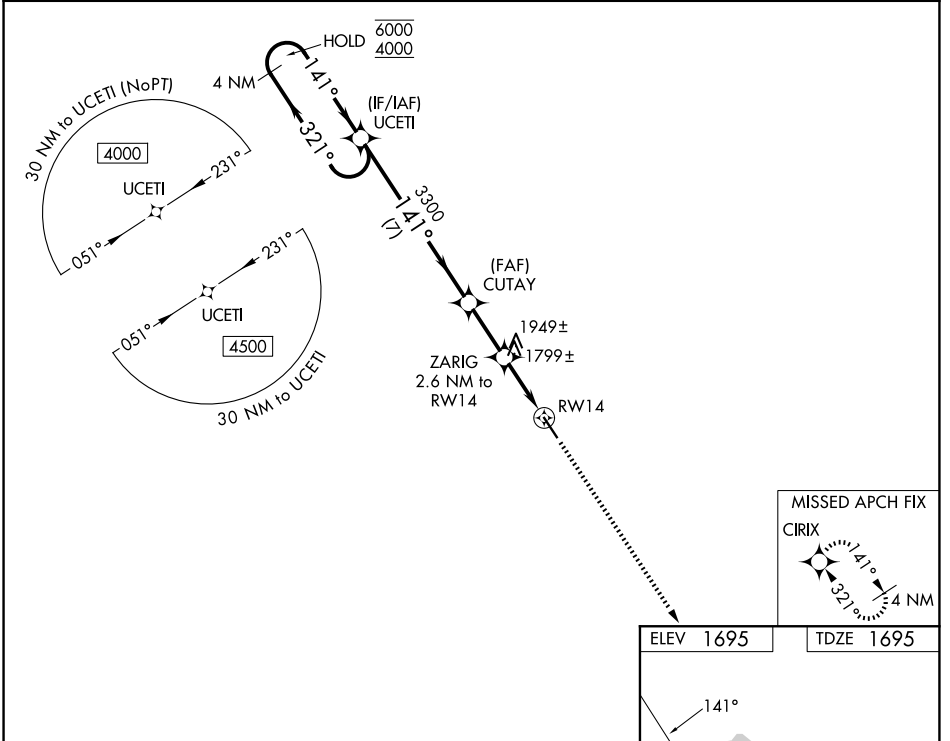 HOLD 6000
4000
4 NM
141°
321°
(IF/IAF)
UCETI
30 NM to UCETI (NoPT)
4000
UCETI
231°
051°
231°
UCETI
051°
4500
30 NM to UCETI
3300
141°
(7)
(FAF)
CUTAY
1949±
1799±
ZARIG
2.6 NM to
RW14
RW14
MISSED APCH FIX
CIRIX
141°
321°
4 NM
ELEV 1695
TDZE 1695
141°